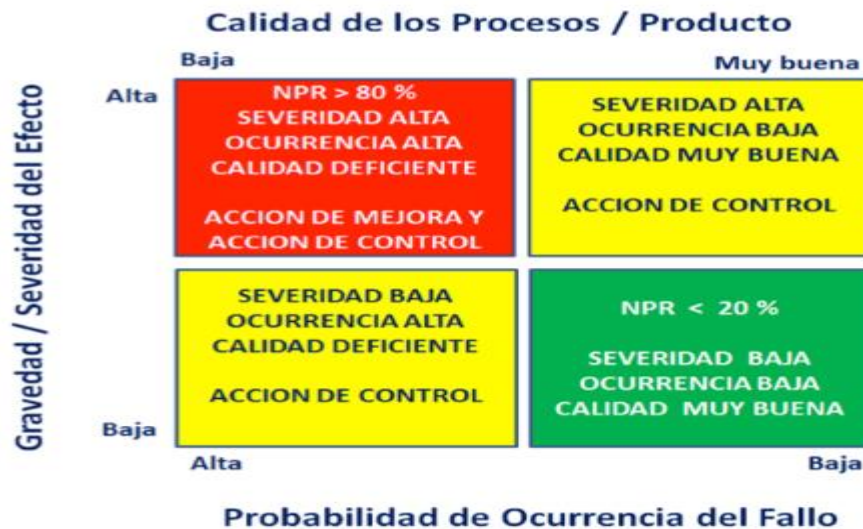 Calidad de los Procesos / Producto
Baja
Muy buena
Gravedad / Severidad del Efecto
Alta
NPR > 80 %
SEVERIDAD ALTA
OCURRENCIA ALTA
CALIDAD DEFICIENTE
ACCION DE MEJORA Y
ACCION DE CONTROL
SEVERIDAD ALTA
OCURRENCIA BAJA
CALIDAD MUY BUENA
ACCION DE CONTROL
SEVERIDAD BAJA
OCURRENCIA ALTA
CALIDAD DEFICIENTE
ACCION DE CONTROL
NPR < 20 %
SEVERIDAD BAJA
OCURRENCIA BAJA
CALIDAD MUY BUENA
Baja
Alta
Baja
Probabilidad de Ocurrencia del Fallo